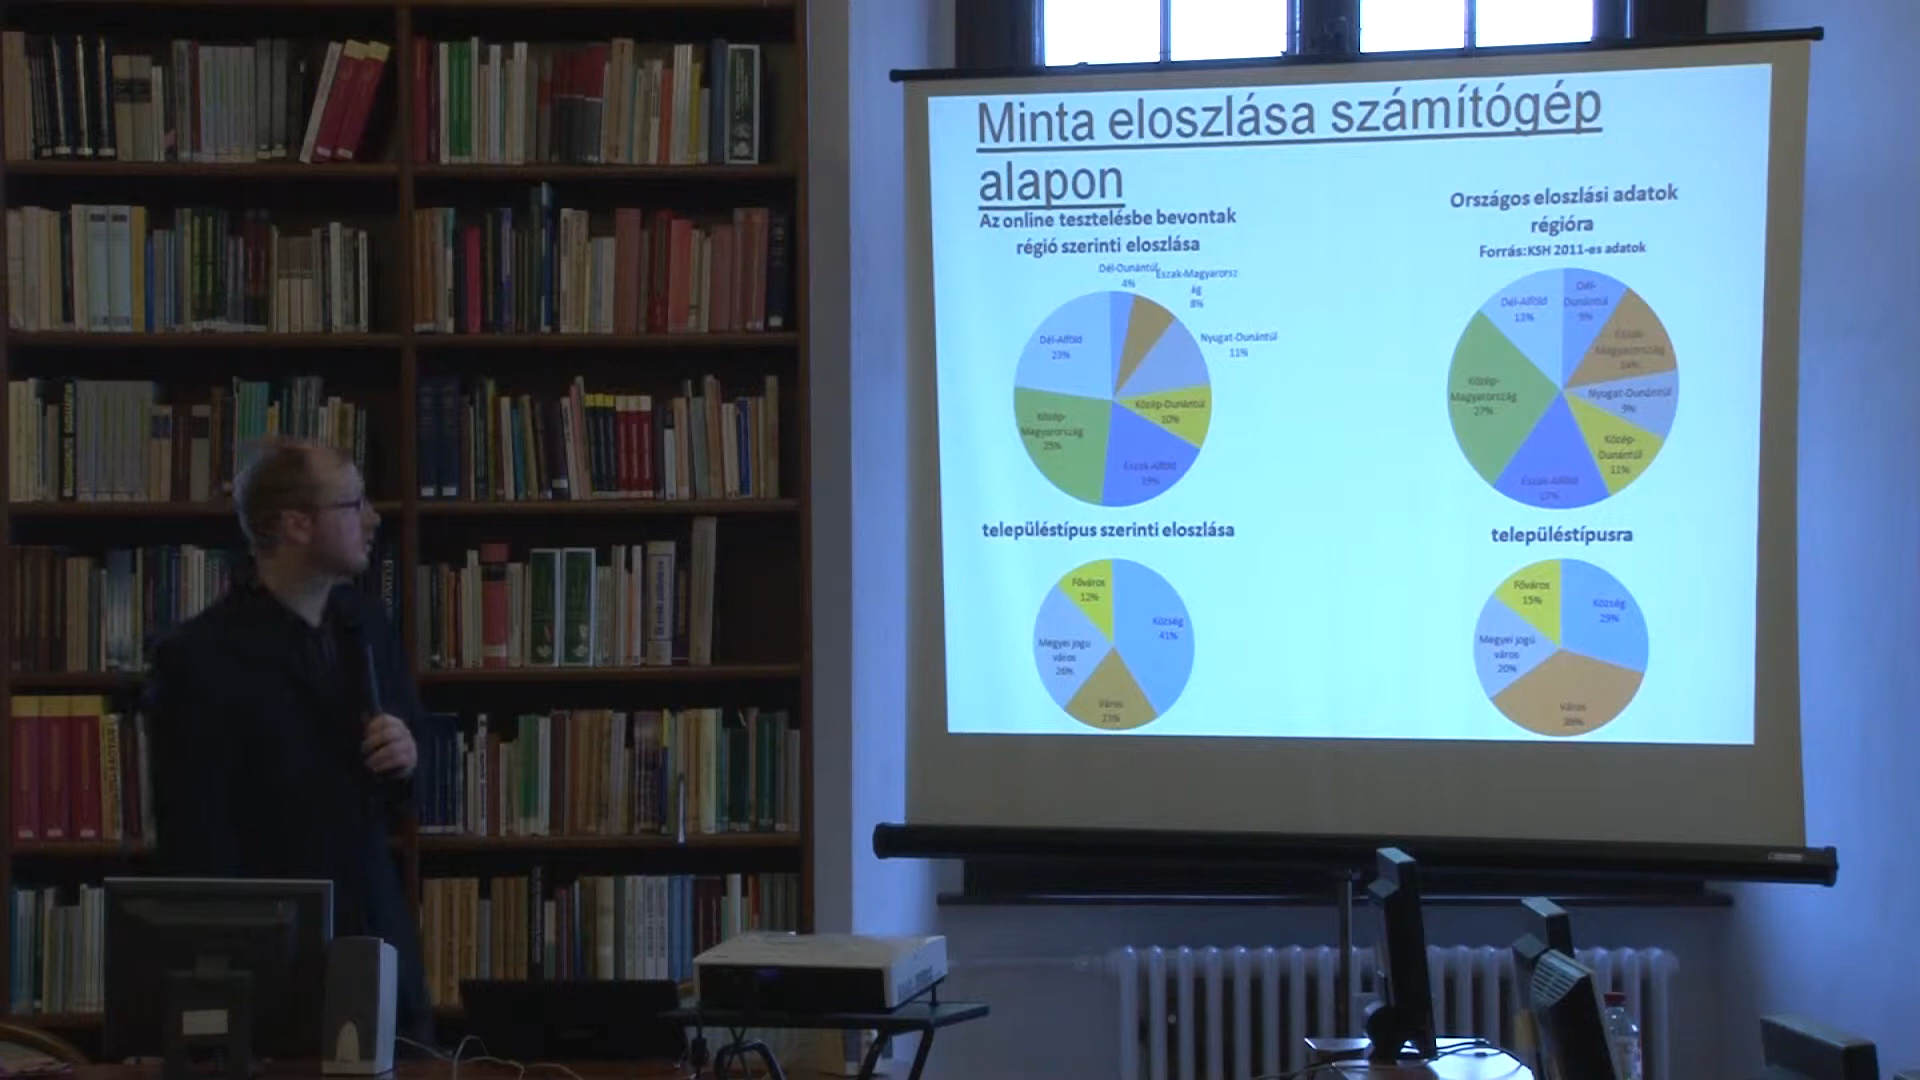 Minta eloszlása számítógép
alapon
Az online tesztelésbe bevontak
régió szerinti eloszlása
Dél-Dunántúl
4%
Észak-Magyarorsz
ág
8%
Nyugat-Dunántúl
11%
Közép-Dunántúl
10%
Észak-Alföld
19%
Közép-
Magyarország
25%
Dél-Alföld
23%
Országos eloszlási adatok
régióra
Forrás:KSH 2011-es adatok
Dél-
Dunántúl
9%
Észak-
Magyarország
14%
Nyugat-Dunántúl
9%
Közép-
Dunántúl
11%
Észak-Alföld
17%
Közép-
Magyarország
27%
Dél-Alföld
13%
településtípus szerinti eloszlása
Község
41%
Város
21%
Megyei jogú
város
26%
Főváros
12%
településtípusra
Község
29%
Város
36%
Megyei jogú
város
20%
Főváros
15%